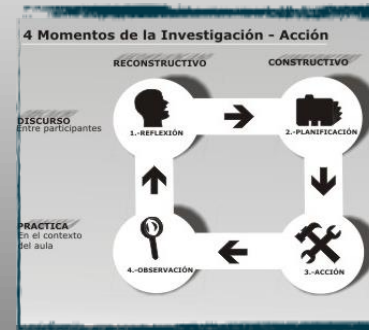 4 Momentos de la Investigación - Acción
RECONSTRUCTIVO
CONSTRUCTIVO
DISCURSO
Entre participantes
1.-REFLEXIÓN
2.-PLANIFICACIÓN
PRACTICA
En el contexto
del aula
4.-OBSERVACIÓN
3.-ACCIÓN